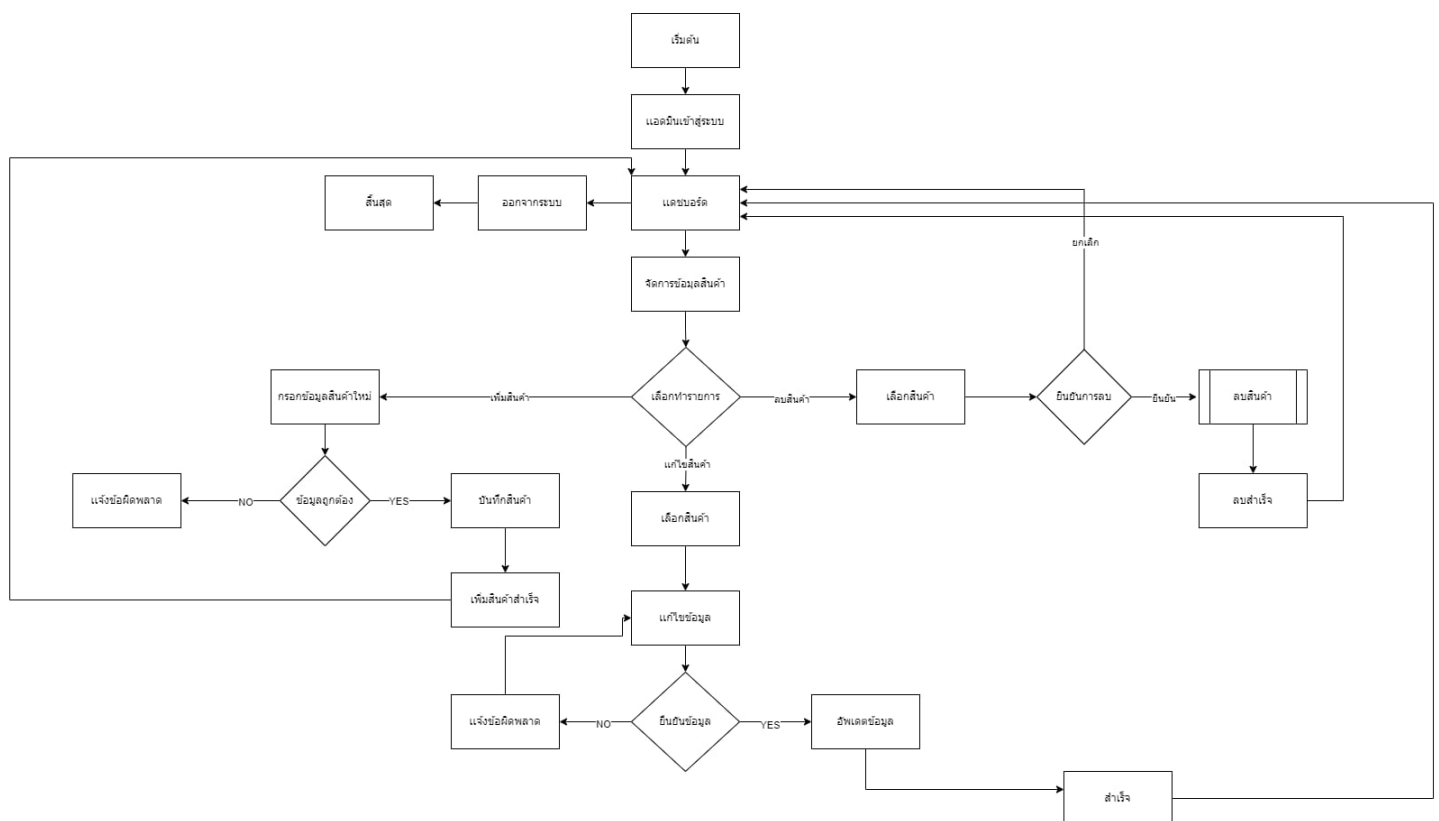 เริ่มต้น
แอดมินเข้าสู่ระบบ
สิ้นสุด
ออกจากระบบ
แดชบอร์ด
ยกเลิก
จัดการข้อมูลสินค้า
กรอกข้อมูลสินค้าใหม่
เพิ่มสินค้า
เลือกทำรายการ
ลบสินค้า
เลือกสินค้า
ยืนยันการลบ
ยืนยัน
ลบสินค้า
แก้ไขสินค้า
แจ้งข้อผิดพลาด
NO
ข้อมูลถูกต้อง
YES
บันทึกสินค้า
เลือกสินค้า
ลบสำเร็จ
เพิ่มสินค้าสำเร็จ
แก้ไขข้อมูล
แจ้งข้อผิดพลาด
NO
ยืนยันข้อมูล
YES
อัพเดตข้อมูล
สำเร็จ